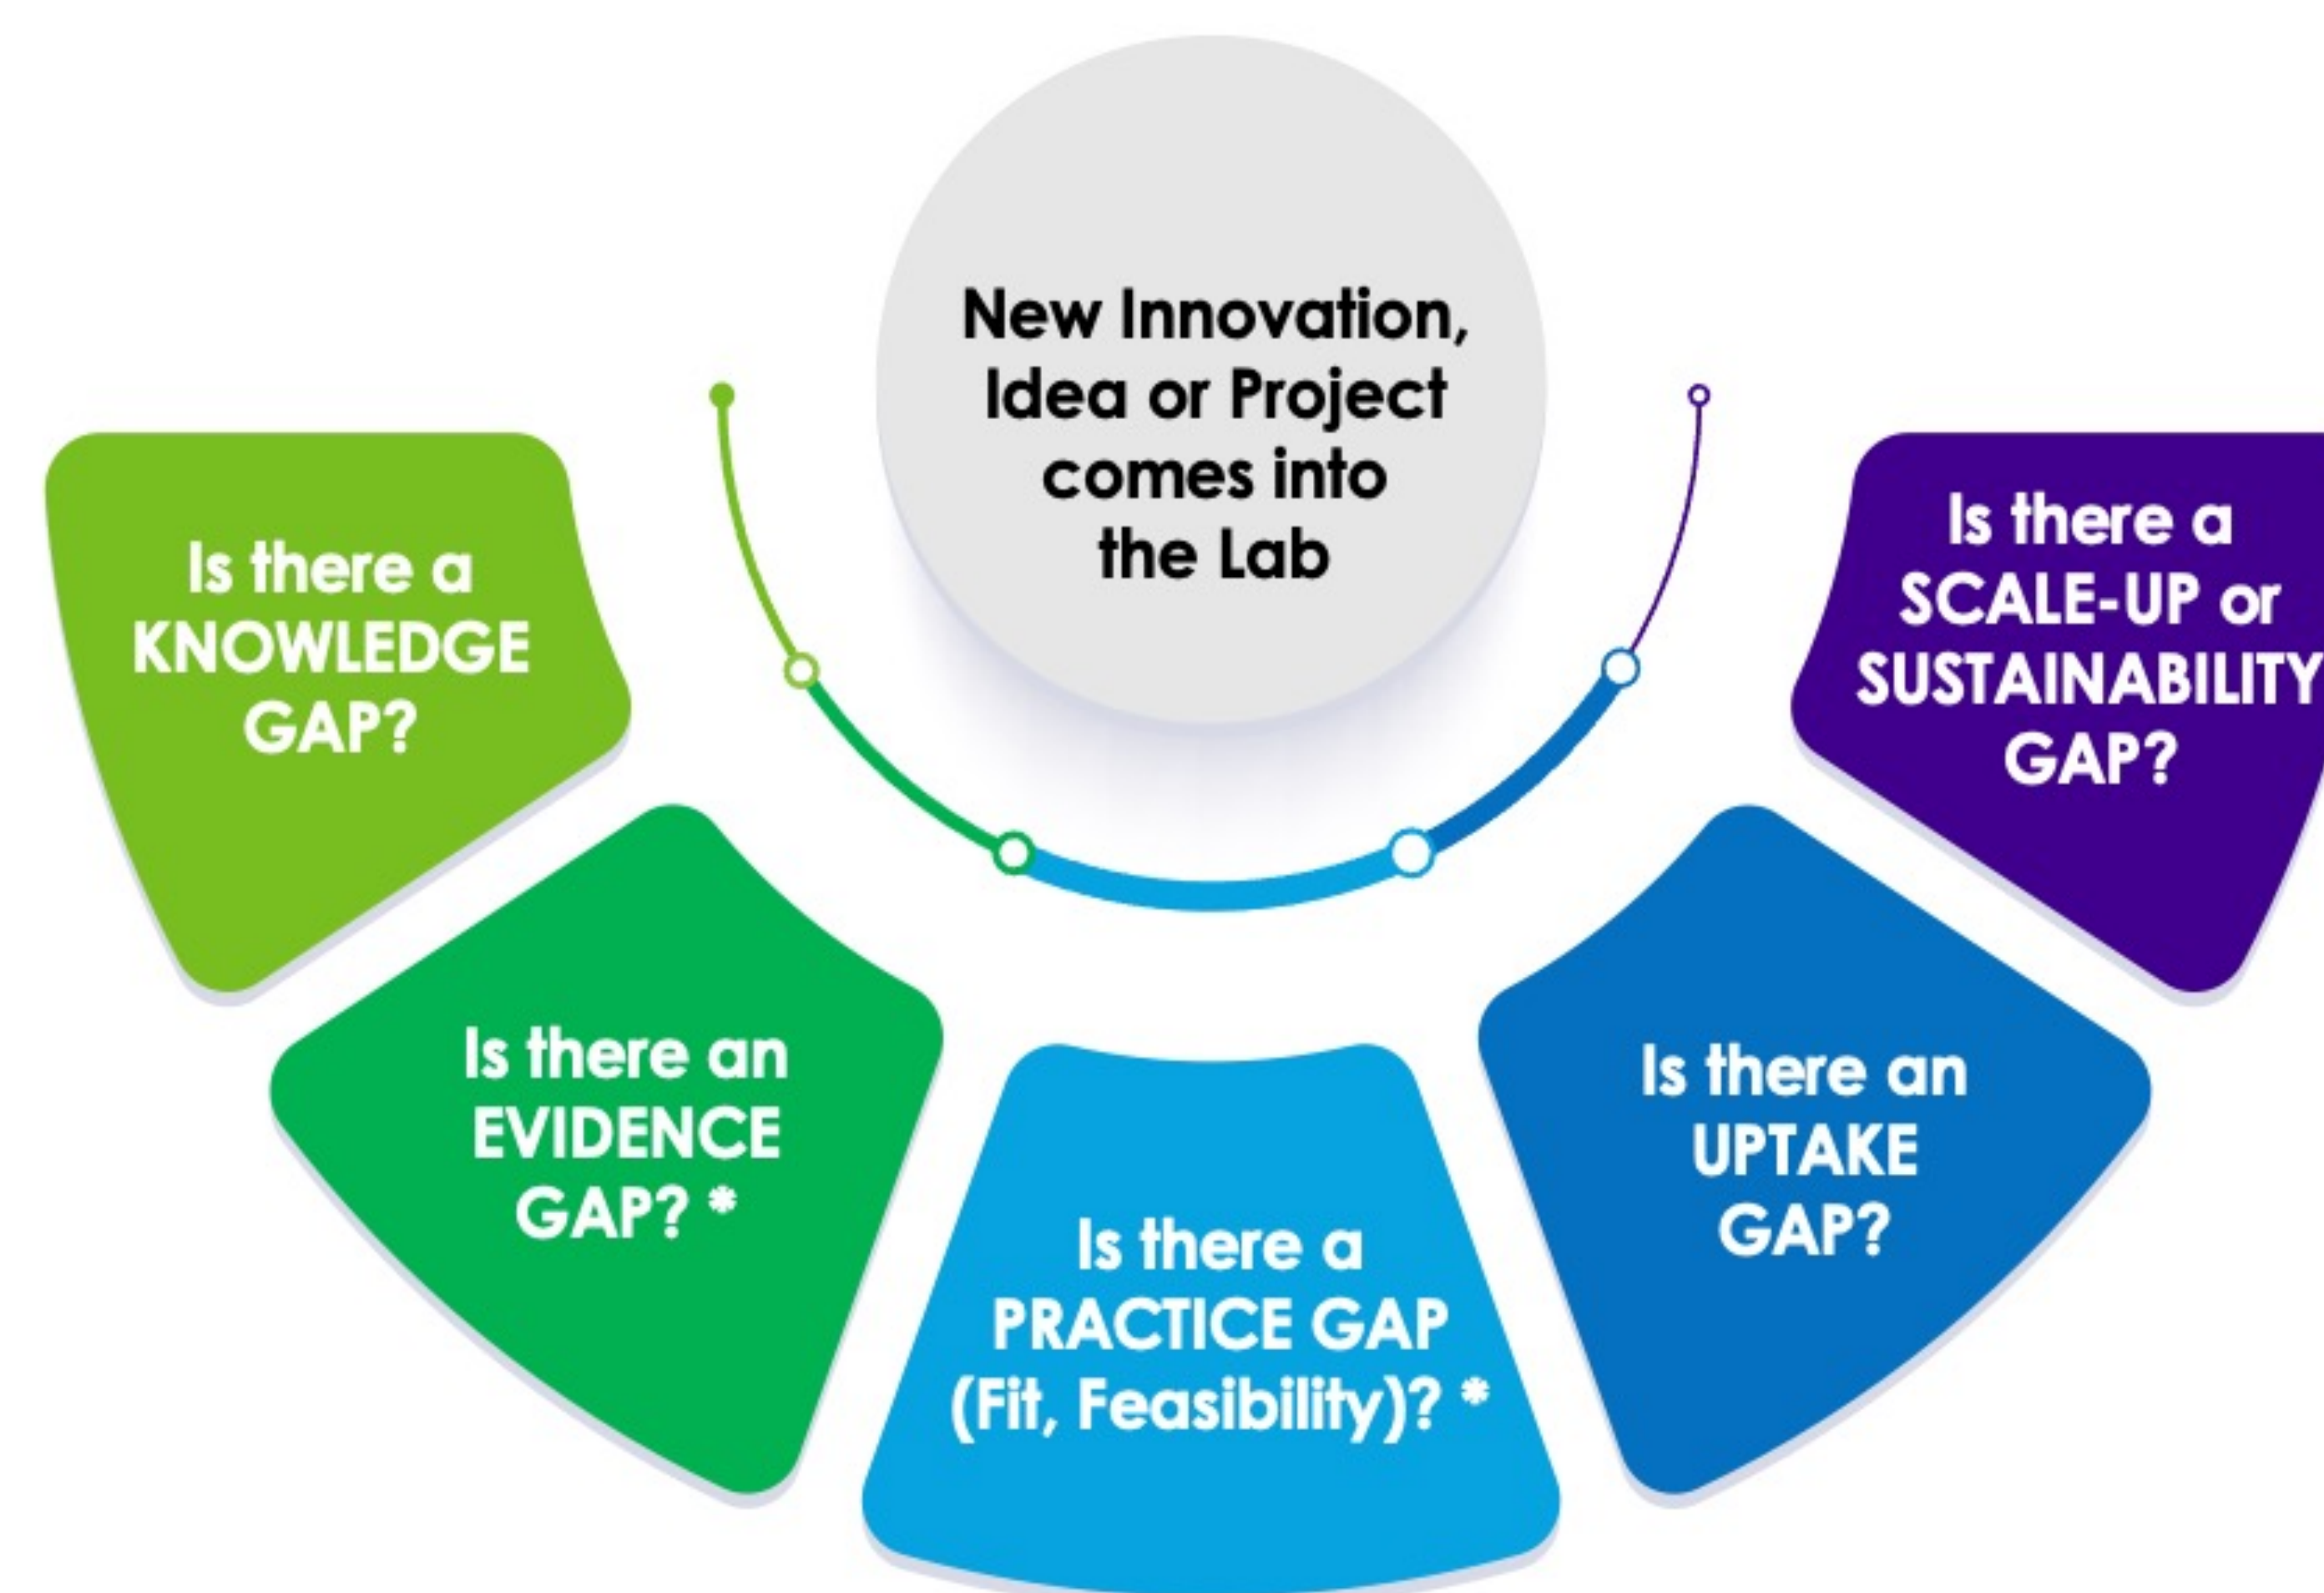 New Innovation,
Idea or Project
comes into
the Lab
Is there a
KNOWLEDGE
GAP?
Is there an
EVIDENCE
GAP? *
Is there a
PRACTICE GAP
(Fit, Feasibility)? *
Is there an
UPTAKE
GAP?
Is there a
SCALE-UP or
SUSTAINABILITY
GAP?